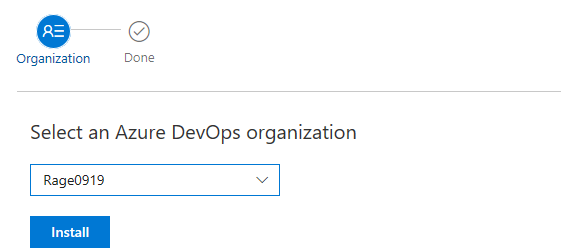 Organization
Done
Select an Azure DevOps organization
Rage0919
Install